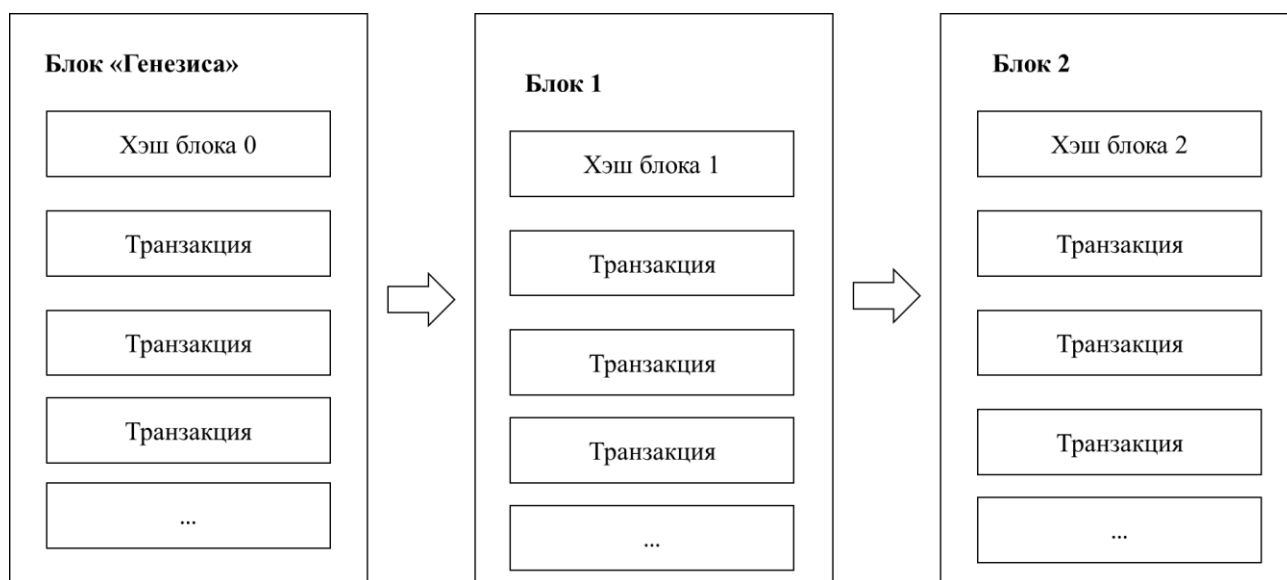 Блок «Генезиса»
Хэш блока 0
Транзакция
Транзакция
Транзакция
...
Блок 1
Хэш блока 1
Транзакция
Транзакция
Транзакция
...
Блок 2
Хэш блока 2
Транзакция
Транзакция
Транзакция
...